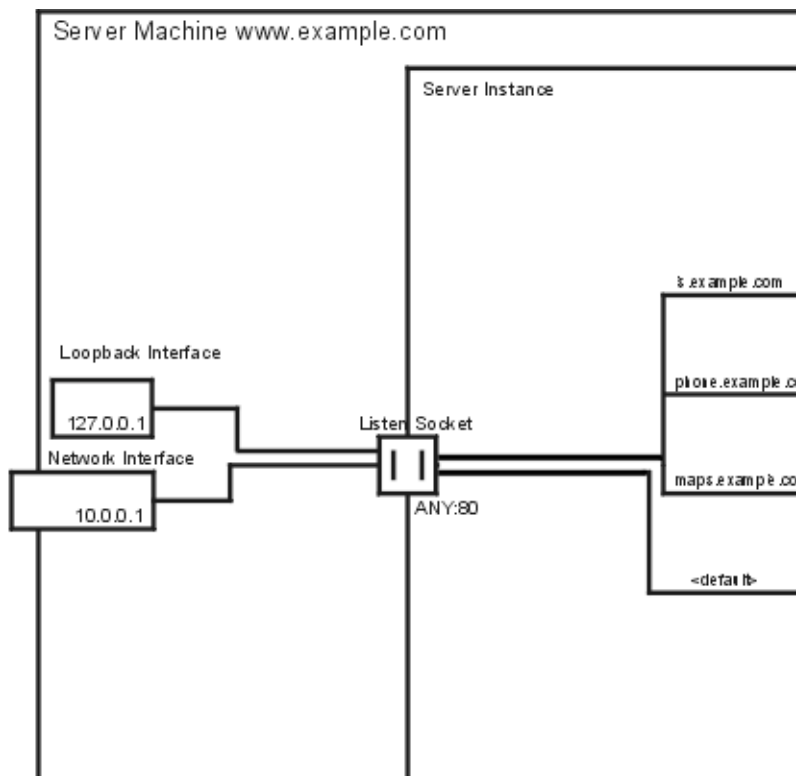 Server Machine www.example.com
Server Instance
.example.com
Loopback Interface
phone.example.co
127.0.0.1
Listen Socket
Network Interface
maps.example.co
10.0.0.1
ANY:80
<default>